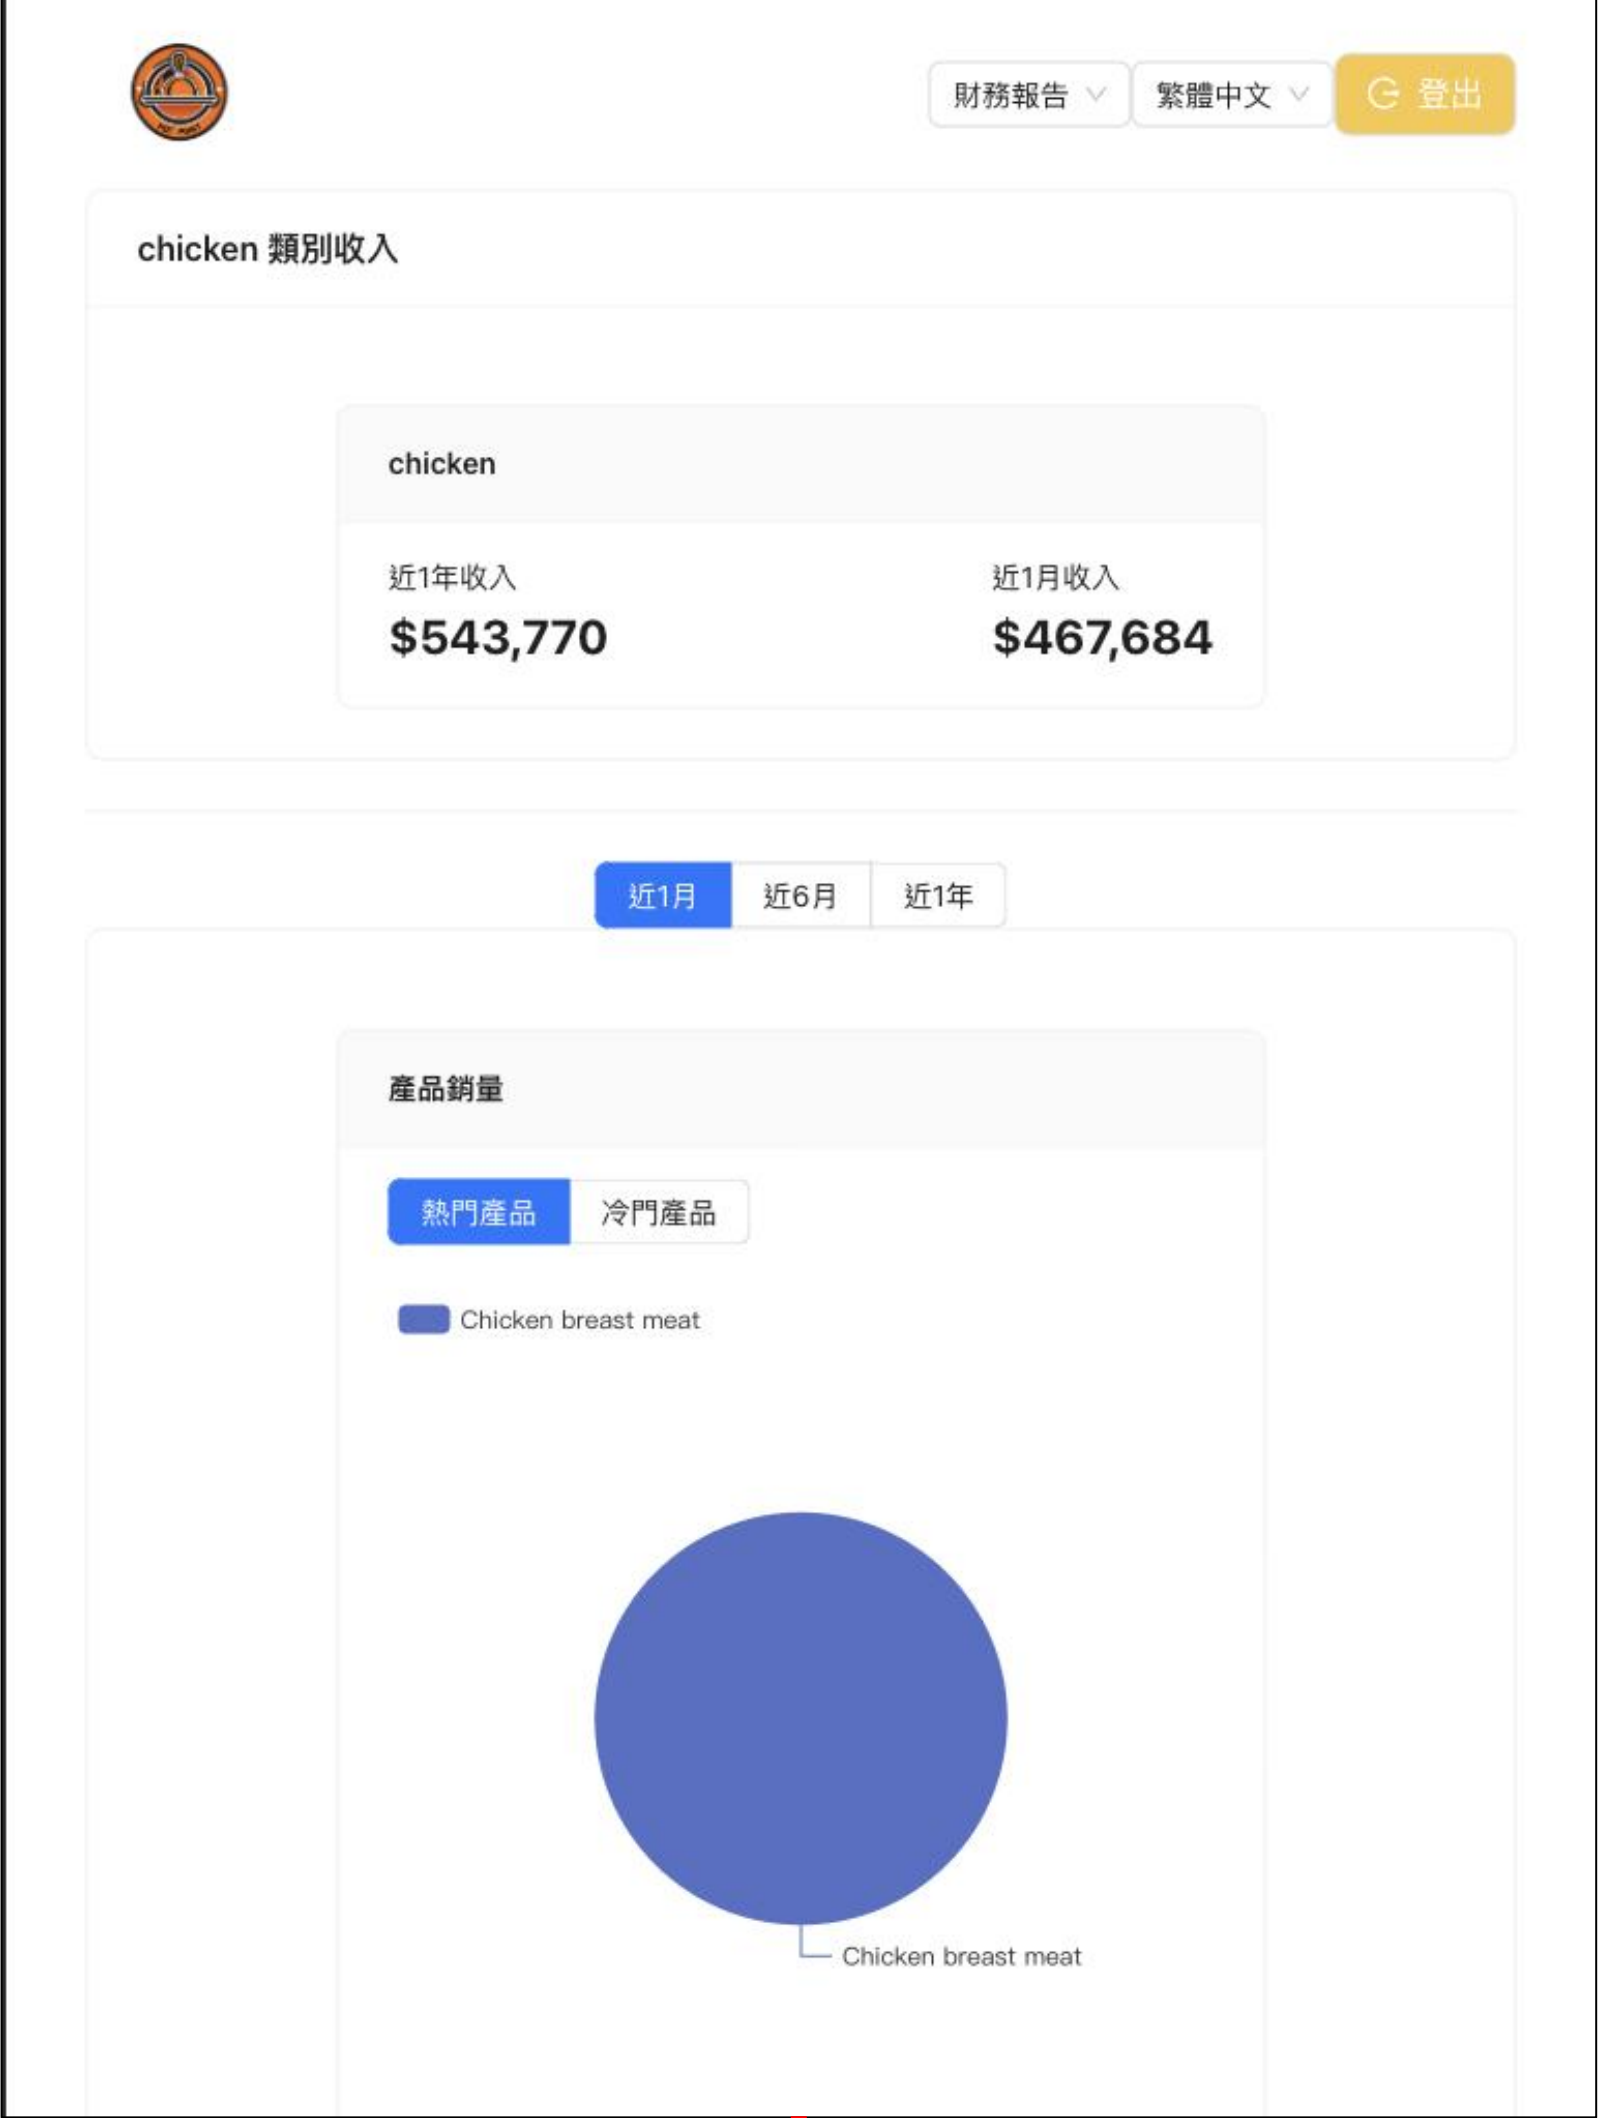 財務報告
繁體中文
登出
chicken 類別收入
chicken
近1年收入
近1月收入
$543,770
$467,684
近1月
近6月
近1年
產品銷量
熱門產品
冷門產品
Chicken breast meat
Chicken breast meat